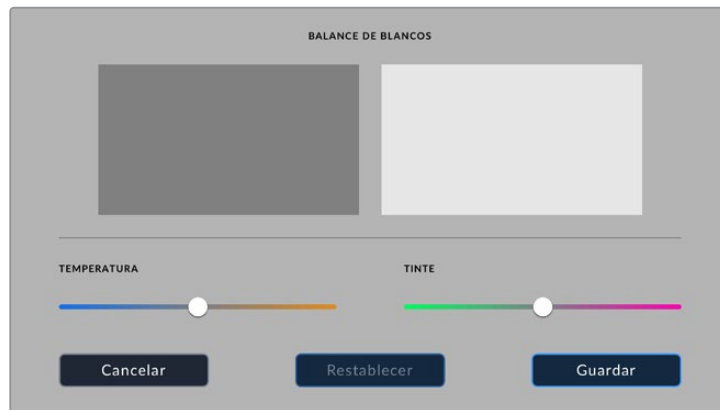 BALANCE DE BLANCOS
TEMPERATURA
TINTE
Cancelar
Restablecer
Guardar